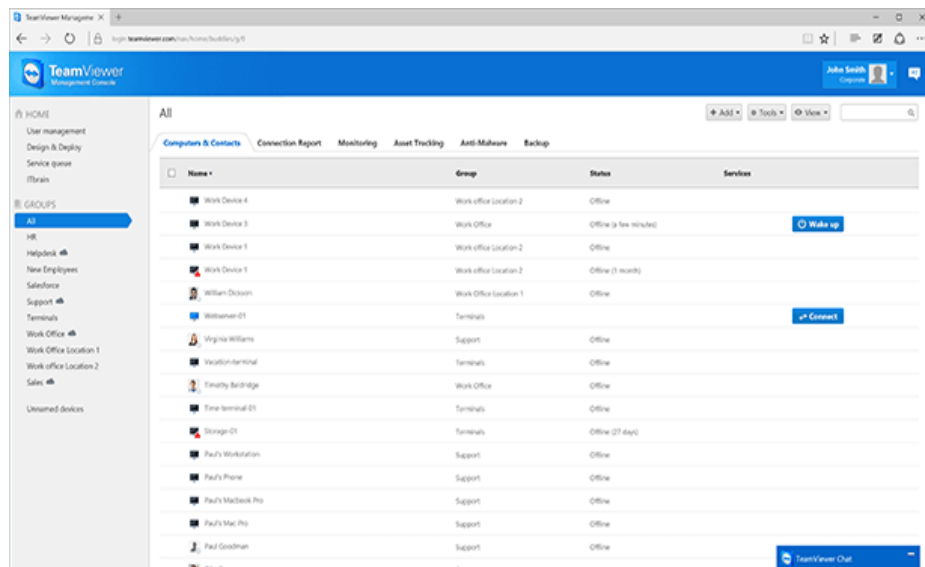 TeamViewer Manageme
login.teamviewer.com/nav/home/buddies/g/0
TeamViewer
Management Console
John Smith
Corporate
HOME
User management
Design & Deploy
Service queue
ITbrain
GROUPS
All
HR
Helpdesk
New Employees
Salesforce
Support
Terminals
Work Office
Work Office Location 1
Work office Location 2
Sales
Unnamed devices
All
Add Tools View
Computers & Contacts Connection Report Monitoring Asset Tracking Anti-Malware Backup
Name Group Status Services
Work Device 4 Work office Location 2 Offline
Work Device 3 Work Office Offline (a few minutes) Wake up
Work Device 1 Work office Location 2 Offline
Work Device 1 Work office Location 2 Offline (1 month)
William Dickson Work Office Location 1 Offline
Webserver-01 Terminals Connect
Virginia Williams Support Offline
Vacation-terminal Terminals Offline
Timothy Work Office Offline
Time-terminal-01 Terminals Offline
Storage-01 Terminals Offline (27 days)
Paul's Workstation Support Offline
Paul's Phone Support Offline
Paul's Macbook Pro Support Offline
Paul's Mac Pro Support Offline
Paul Goodman Support Offline
TeamViewer Chat